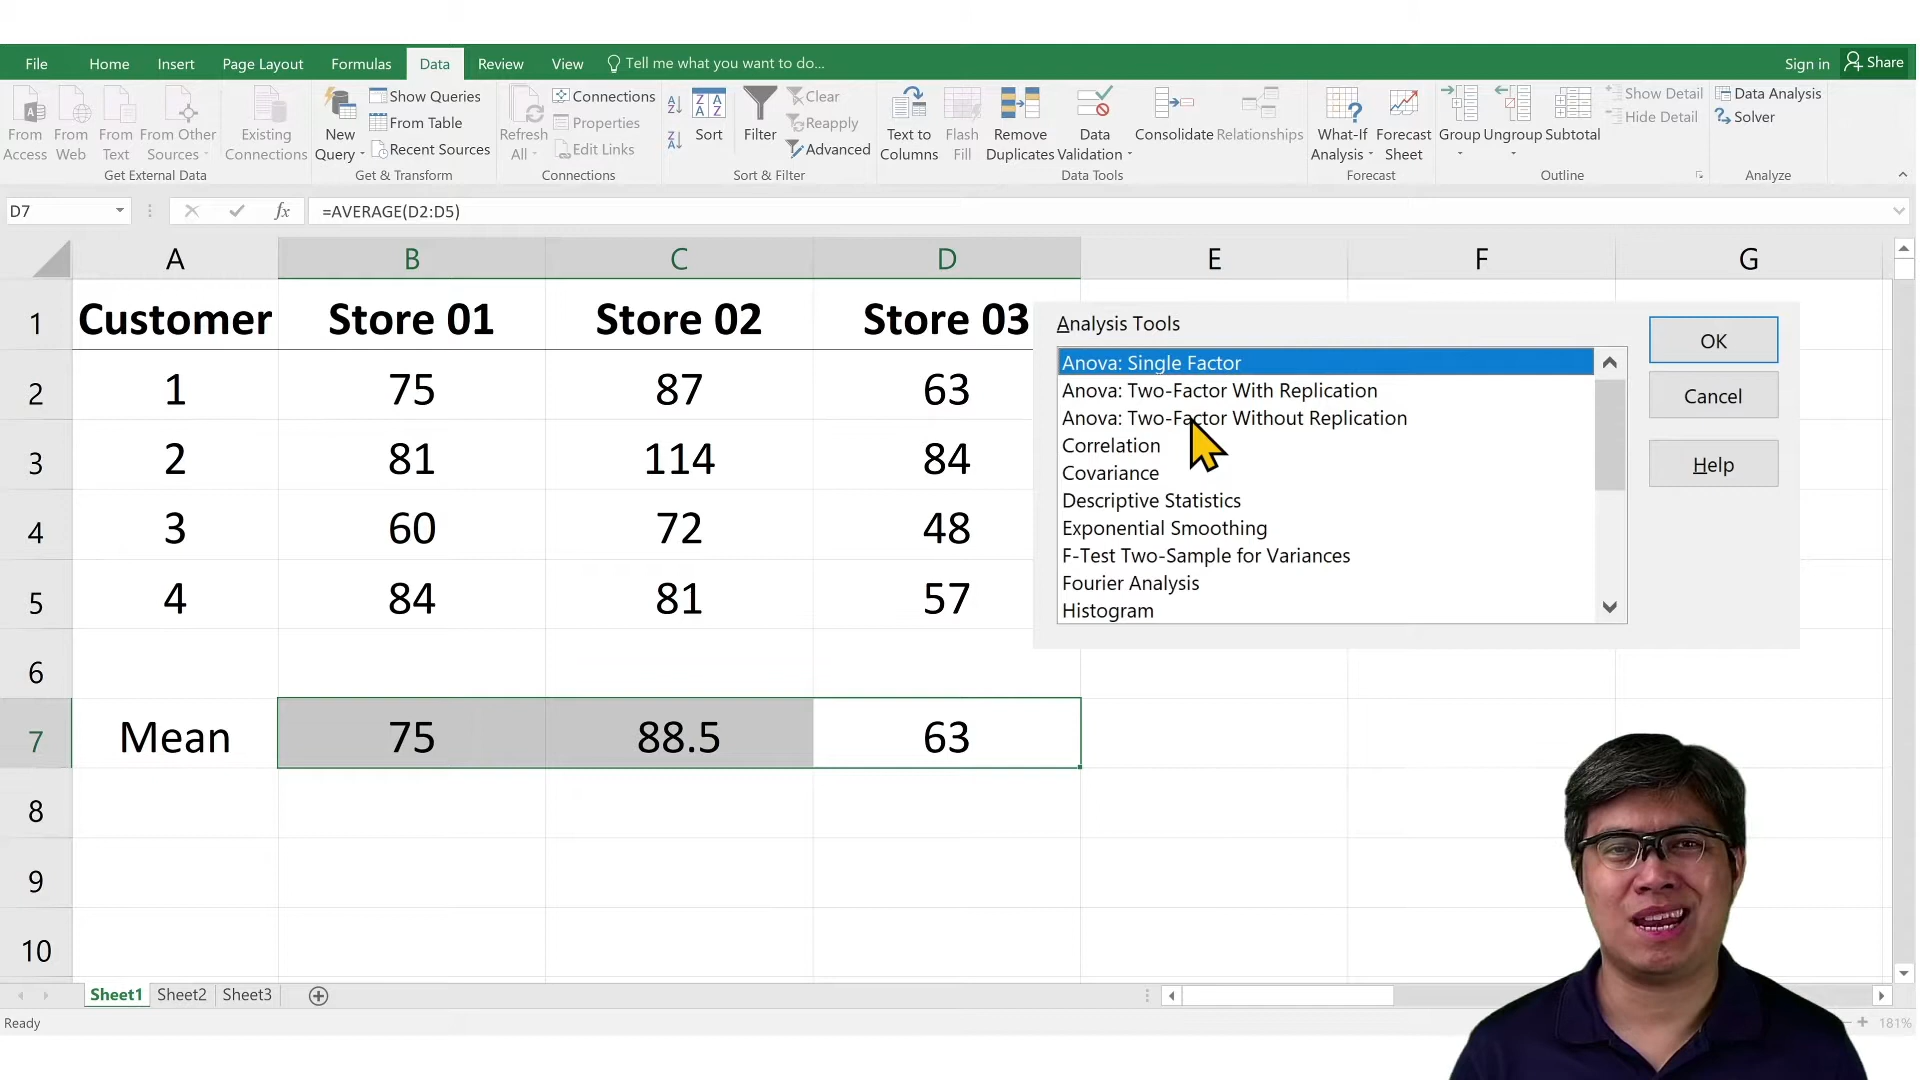 File Home Insert Page Layout Formulas Data Review View Tell me what you want to do... Sign in Share
From Access
From Web
From Text
From Other Sources
Existing Connections
Get External Data
New Query
Show Queries
From Table
Recent Sources
Get & Transform
Refresh All
Connections
Properties
Edit Links
Connections
Sort
Filter
Clear
Reapply
Advanced
Sort & Filter
Text to Columns
Flash Fill
Remove Duplicates
Data Validation
Consolidate
Relationships
Data Tools
What-If Analysis
Forecast Sheet
Forecast
Group
Ungroup
Subtotal
Show Detail
Hide Detail
Outline
Data Analysis
Solver
Analyze
D7 fx =AVERAGE(D2:D5)
A B C D E F G
1 Customer Store 01 Store 02 Store 03
2 1 75 87 63
3 2 81 114 84
4 3 60 72 48
5 4 84 81 57
6
7 Mean 75 88.5 63
8
9
10
Analysis Tools
Anova: Single Factor
Anova: Two-Factor With Replication
Anova: Two-Factor Without Replication
Correlation
Covariance
Descriptive Statistics
Exponential Smoothing
F-Test Two-Sample for Variances
Fourier Analysis
Histogram
OK
Cancel
Help
Sheet1 Sheet2 Sheet3
Ready 181%